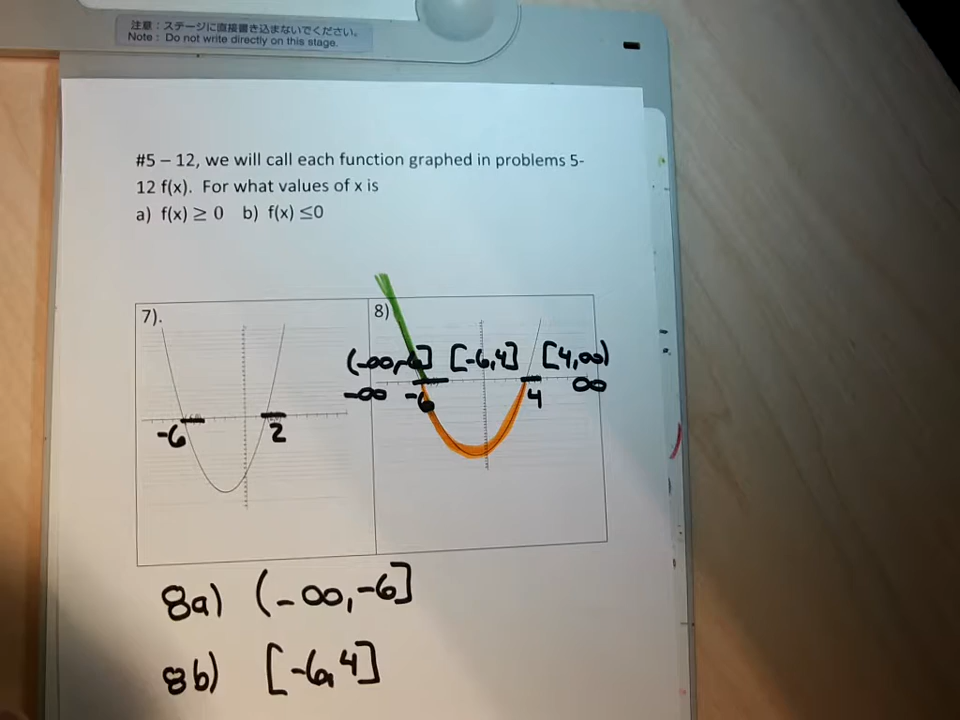 注意：ステージに直接書き込まないでください。
Note : Do not write directly on this stage.
#5 – 12, we will call each function graphed in problems 5-
12 f(x). For what values of x is
a) f(x) ≥ 0 b) f(x) ≤0
7). 8)
(-∞,-6] [-6,4] [4,∞)
-∞ -6 4 ∞
-6 2
8a) (-∞,-6]
8b) [-6,4]